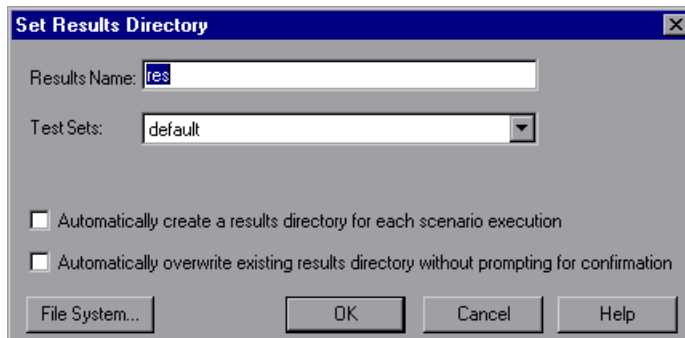 Set Results Directory
Results Name: res
Test Sets: default
Automatically create a results directory for each scenario execution
Automatically overwrite existing results directory without prompting for confirmation
File System... OK Cancel Help